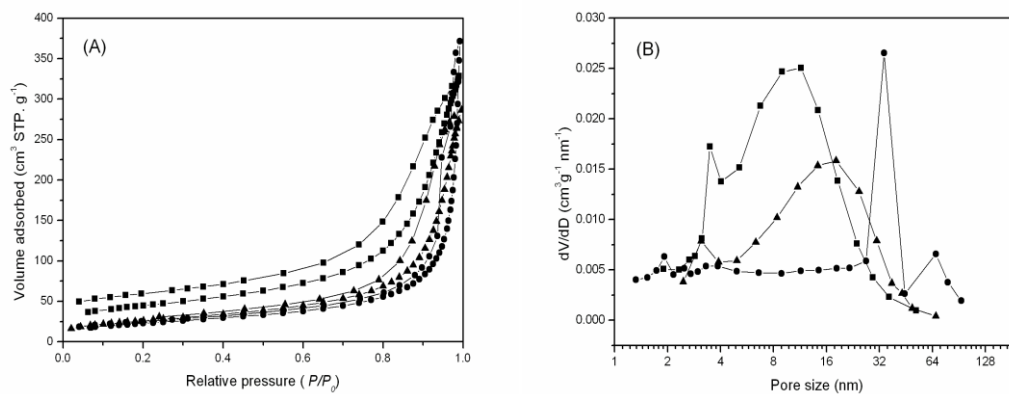 (A)
400
350
300
250
200
150
100
50
0
0.0 0.2 0.4 0.6 0.8 1.0
Volume adsorbed (cm³ STP. g⁻¹)
Relative pressure ( P/P₀)
(B)
0.030
0.025
0.020
0.015
0.010
0.005
0.000
1 2 4 8 16 32 64 128
dV/dD (cm³g⁻¹ nm⁻¹)
Pore size (nm)